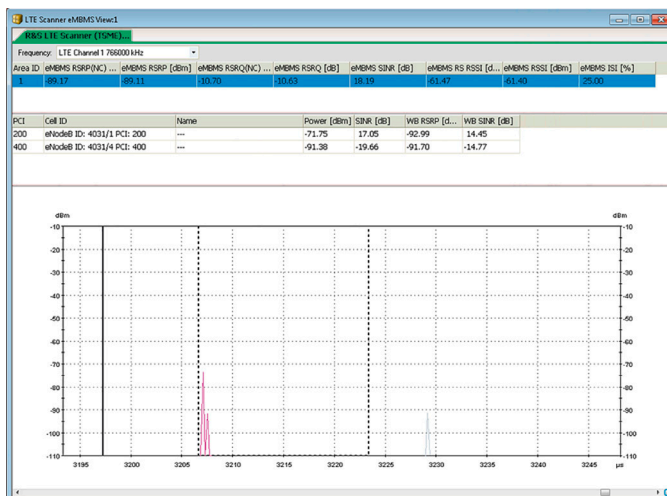 LTE Scanner eMBMS View:1
R&S LTE Scanner (TSME)...
Frequency: LTE Channel 1 766000 kHz
Area ID eMBMS RSRP(NC) ... eMBMS RSRP [dBm] eMBMS RSRQ(NC) ... eMBMS RSRQ [dB] eMBMS SINR [dB] eMBMS RS RSSI [d... eMBMS RSSI [dBm] eMBMS ISI [%]
1 -89.17 -89.11 -10.70 -10.63 18.19 -61.47 -61.40 25.00
PCI Cell ID Name Power [dBm] SINR [dB] WB RSRP [d... WB SINR [dB]
200 eNodeB ID: 4031/1 PCI: 200 --- -71.75 17.05 -92.99 14.45
400 eNodeB ID: 4031/4 PCI: 400 --- -91.38 -19.66 -91.70 -14.77
dBm dBm
-10 -10
-20 -20
-30 -30
-40 -40
-50 -50
-60 -60
-70 -70
-80 -80
-90 -90
-100 -100
-110 -110
3195 3200 3205 3210 3215 3220 3225 3230 3235 3240 3245 µs